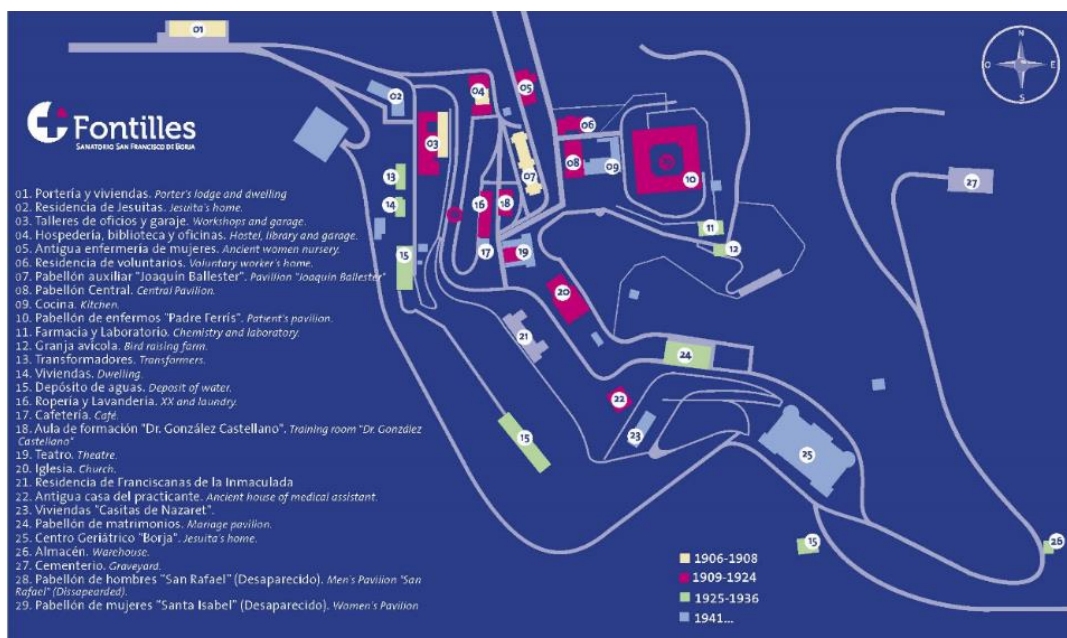 Fontilles
SANATORIO SAN FRANCISCO DE BORJA
01. Portería y viviendas. Porter's lodge and dwelling
02. Residencia de Jesuitas. Jesuita's home.
03. Talleres de oficios y garaje. Workshops and garage.
04. Hospedería, biblioteca y oficinas. Hostel, library and garage.
05. Antigua enfermería de mujeres. Ancient women nursery.
06. Residencia de voluntarios. Voluntary worker's home.
07. Pabellón auxiliar "Joaquín Ballester". Pavillion "Joaquín Ballester"
08. Pabellón Central. Central Pavilion.
09. Cocina. Kitchen.
10. Pabellón de enfermos "Padre Ferrís". Patient's pavilion.
11. Farmacia y Laboratorio. Chemistry and laboratory.
12. Granja avícola. Bird raising farm.
13. Transformadores. Transformers.
14. Viviendas. Dwelling.
15. Depósito de aguas. Deposit of water.
16. Ropería y Lavandería. XX and laundry.
17. Cafetería. Café.
18. Aula de formación "Dr. González Castellano". Training room "Dr. González
Castellano"
19. Teatro. Theatre.
20. Iglesia. Church.
21. Residencia de Franciscanas de la Inmaculada
22. Antigua casa del practicante. Ancient house of medical assistant.
23. Viviendas "Casitas de Nazaret".
24. Pabellón de matrimonios. Mariage pavilion.
25. Centro Geriátrico "Borja". Jesuita's home.
26. Almacén. Warehouse.
27. Cementerio. Graveyard.
28. Pabellón de hombres "San Rafael" (Desaparecido). Men's Pavilion "San
Rafael" (Dissapearded).
29. Pabellón de mujeres "Santa Isabel" (Desaparecido). Women's Pavilion
01
02
03
04
05
06
07
08
09
10
11
12
13
14
15
16
17
18
19
20
21
22
23
24
25
15
15
26
27
N
O
E
S
1906-1908
1909-1924
1925-1936
1941...